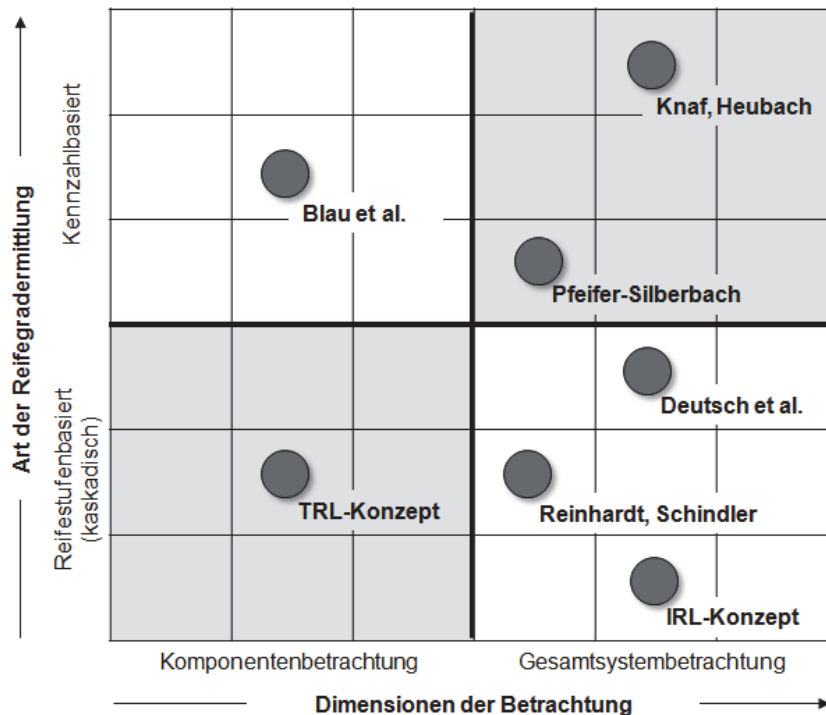 Art der Reifegradermittlung
Kennzahlbasiert
Reifestufenbasiert
(kaskadisch)
Knaf, Heubach
Blau et al.
Pfeifer-Silberbach
Deutsch et al.
TRL-Konzept
Reinhardt, Schindler
IRL-Konzept
Komponentenbetrachtung
Gesamtsystembetrachtung
Dimensionen der Betrachtung